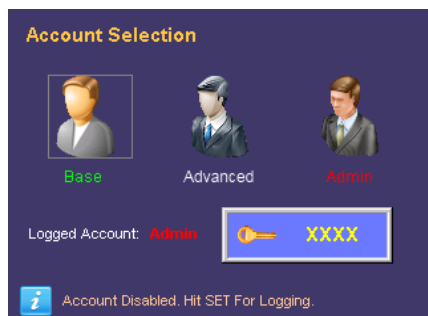 Account Selection
Base Advanced Admin
Logged Account: Admin XXXX
i Account Disabled. Hit SET For Logging.